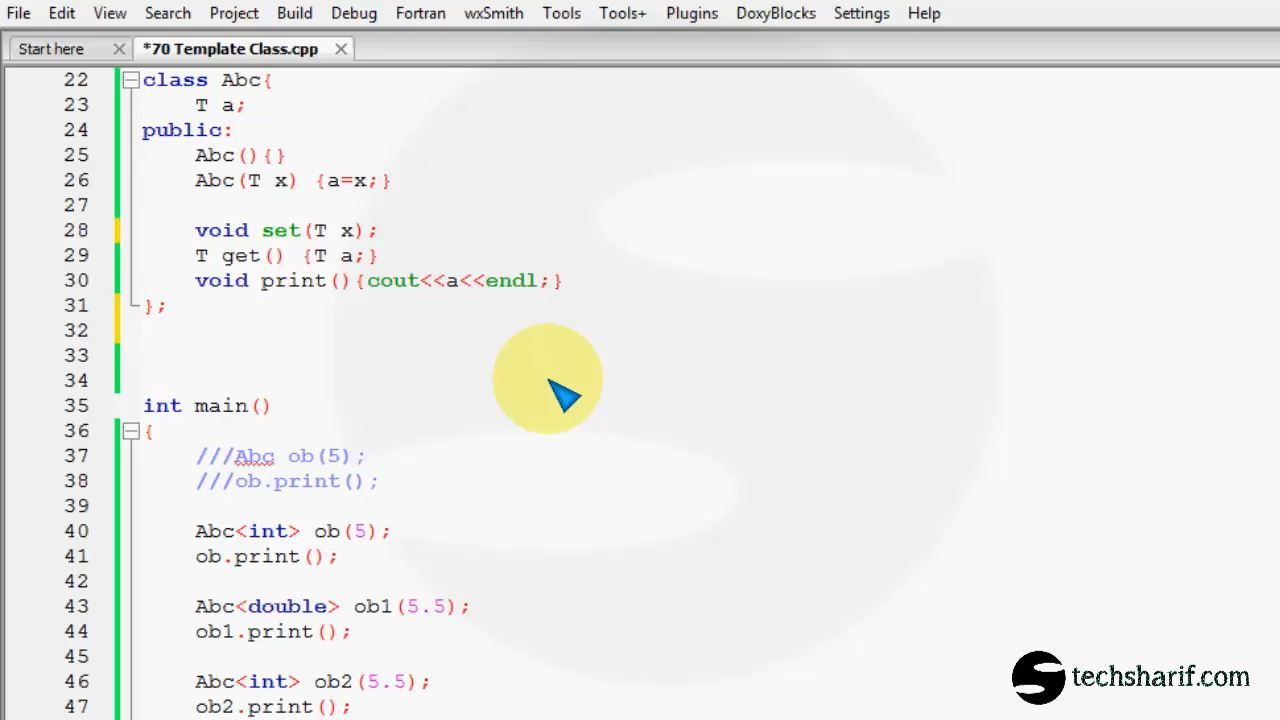 File Edit View Search Project Build Debug Fortran wxSmith Tools Tools+ Plugins DoxyBlocks Settings Help
Start here *70 Template Class.cpp
22 class Abc{
23 T a;
24 public:
25 Abc(){}
26 Abc(T x) {a=x;}
27
28 void set(T x);
29 T get() {T a;}
30 void print(){cout<<a<<endl;}
31 };
32
33
34
35 int main()
36 {
37 ///Abc ob(5);
38 ///ob.print();
39
40 Abc<int> ob(5);
41 ob.print();
42
43 Abc<double> ob1(5.5);
44 ob1.print();
45
46 Abc<int> ob2(5.5);
47 ob2.print();
techsharif.com